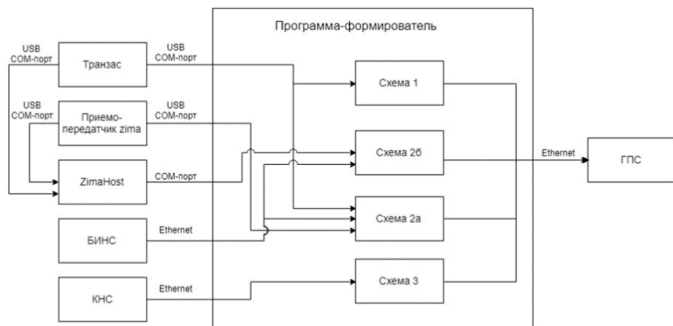 Программа-формирователь
USB
COM-порт
Транзас
USB
COM-порт
Схема 1
USB
COM-порт
Приемо-
передатчик zima
USB
COM-порт
Схема 2б
Ethernet
ГПС
ZimaHost
COM-порт
Схема 2а
БИНС
Ethernet
Схема 3
КНС
Ethernet